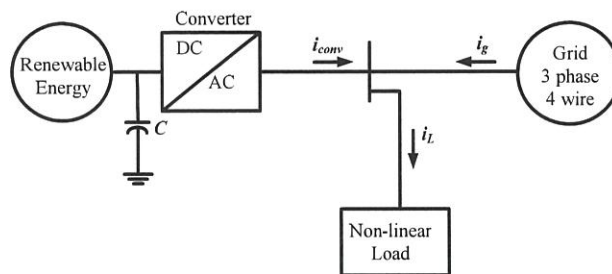 Converter
DC
AC
Renewable
Energy
C
i_conv
i_g
Grid
3 phase
4 wire
i_L
Non-linear
Load